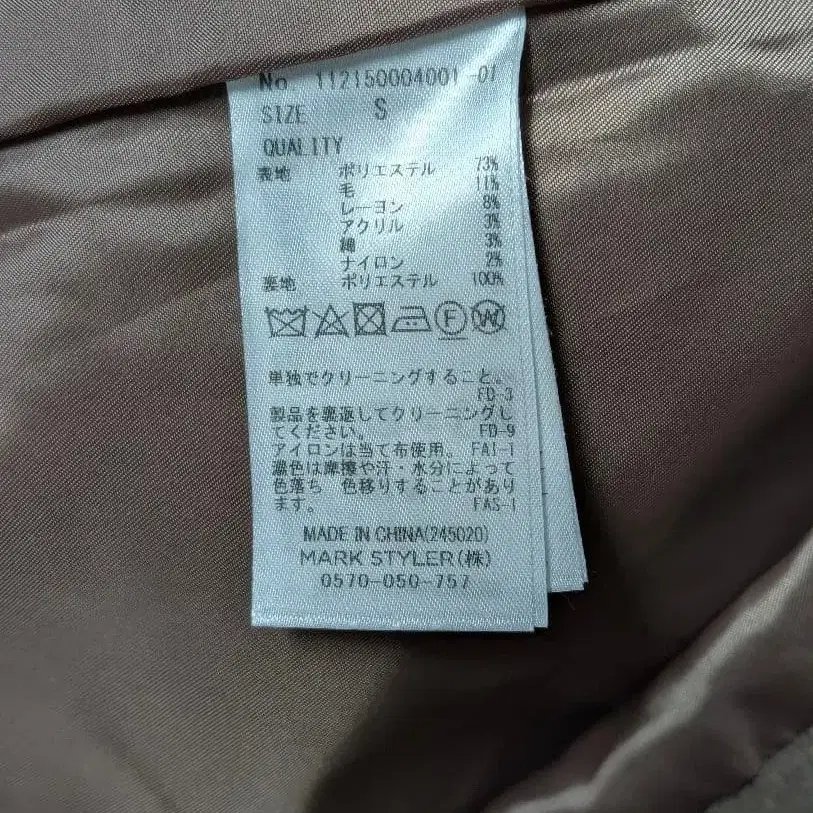 No. 112150004001 -01
SIZE S
QUALITY
表地 ポリエステル 73%
毛 11%
レーヨン 8%
アクリル 3%
綿 3%
ナイロン 2%
裏地 ポリエステル 100%
F W
単独でクリーニングすること。
FD-3
製品を裏返してクリーニングし
てください。 FD-9
アイロンは当て布使用。 FAI-1
濃色は摩擦や汗・水分によって
色落ち 色移りすることがあり
ます。 FAS-1
MADE IN CHINA(245020)
MARK STYLER(株)
0570-050-757